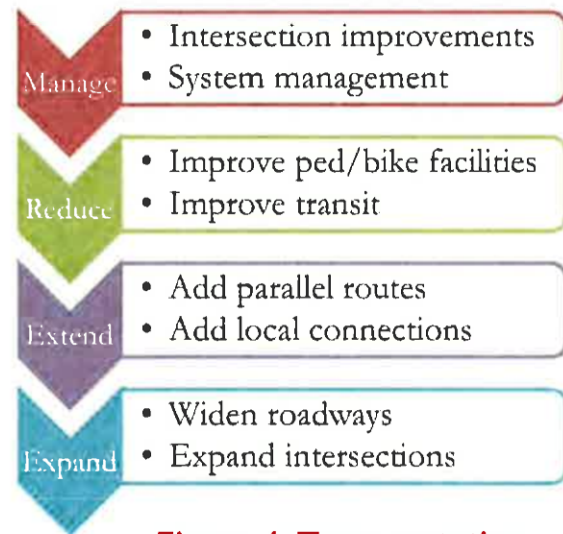 Manage
• Intersection improvements
• System management
Reduce
• Improve ped/bike facilities
• Improve transit
Extend
• Add parallel routes
• Add local connections
Expand
• Widen roadways
• Expand intersections